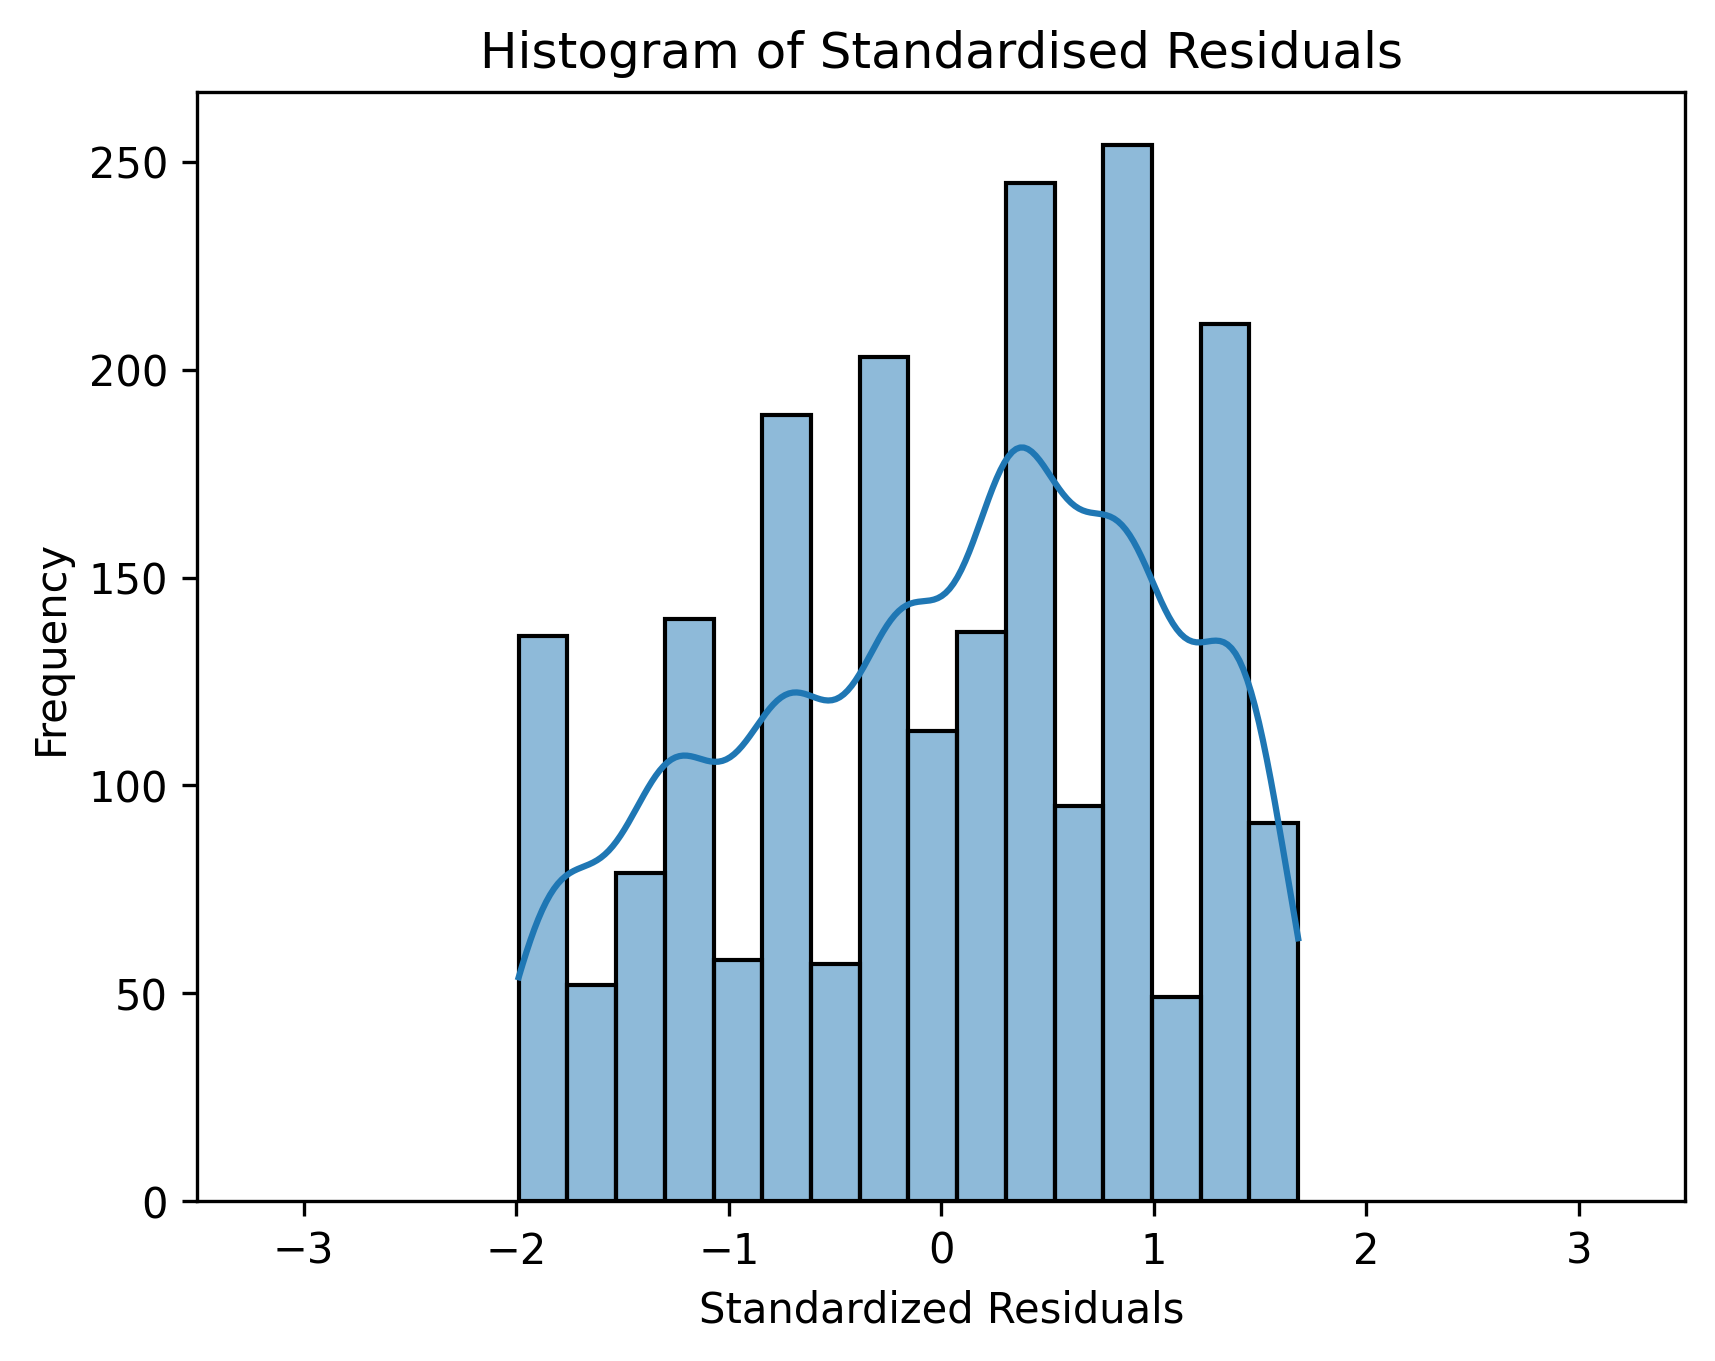 Histogram of Standardised Residuals
250
200
150
100
50
0
Frequency
−3 −2 −1 0 1 2 3
Standardized Residuals